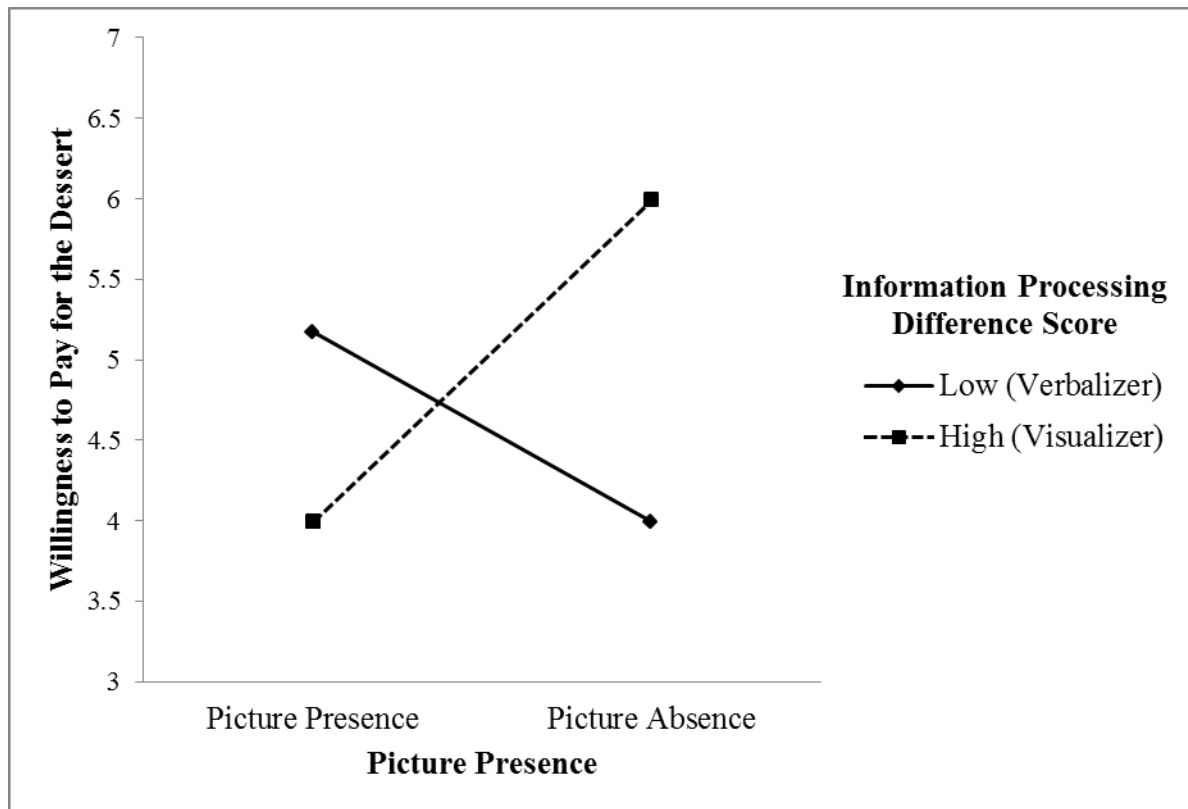 Willingness to Pay for the Dessert
7
6.5
6
5.5
5
4.5
4
3.5
3
Picture Presence
Picture Absence
Picture Presence
Information Processing
Difference Score
Low (Verbalizer)
High (Visualizer)